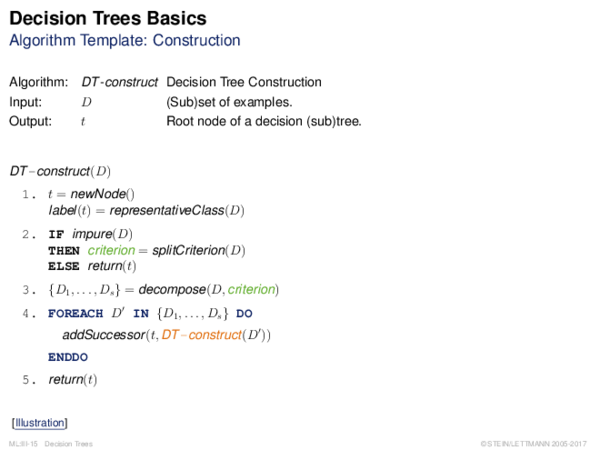 Decision Trees Basics
Algorithm Template: Construction
Algorithm: DT-construct Decision Tree Construction
Input: D (Sub)set of examples.
Output: t Root node of a decision (sub)tree.
DT-construct(D)
1. t = newNode()
label(t) = representativeClass(D)
2. IF impure(D)
THEN criterion = splitCriterion(D)
ELSE return(t)
3. {D₁, . . . , Dₛ} = decompose(D, criterion)
4. FOREACH D′ IN {D₁, . . . , Dₛ} DO
addSuccessor(t, DT-construct(D′))
ENDDO
5. return(t)
[Illustration]
ML:III-15 Decision Trees ©STEIN/LETTMANN 2005-2017